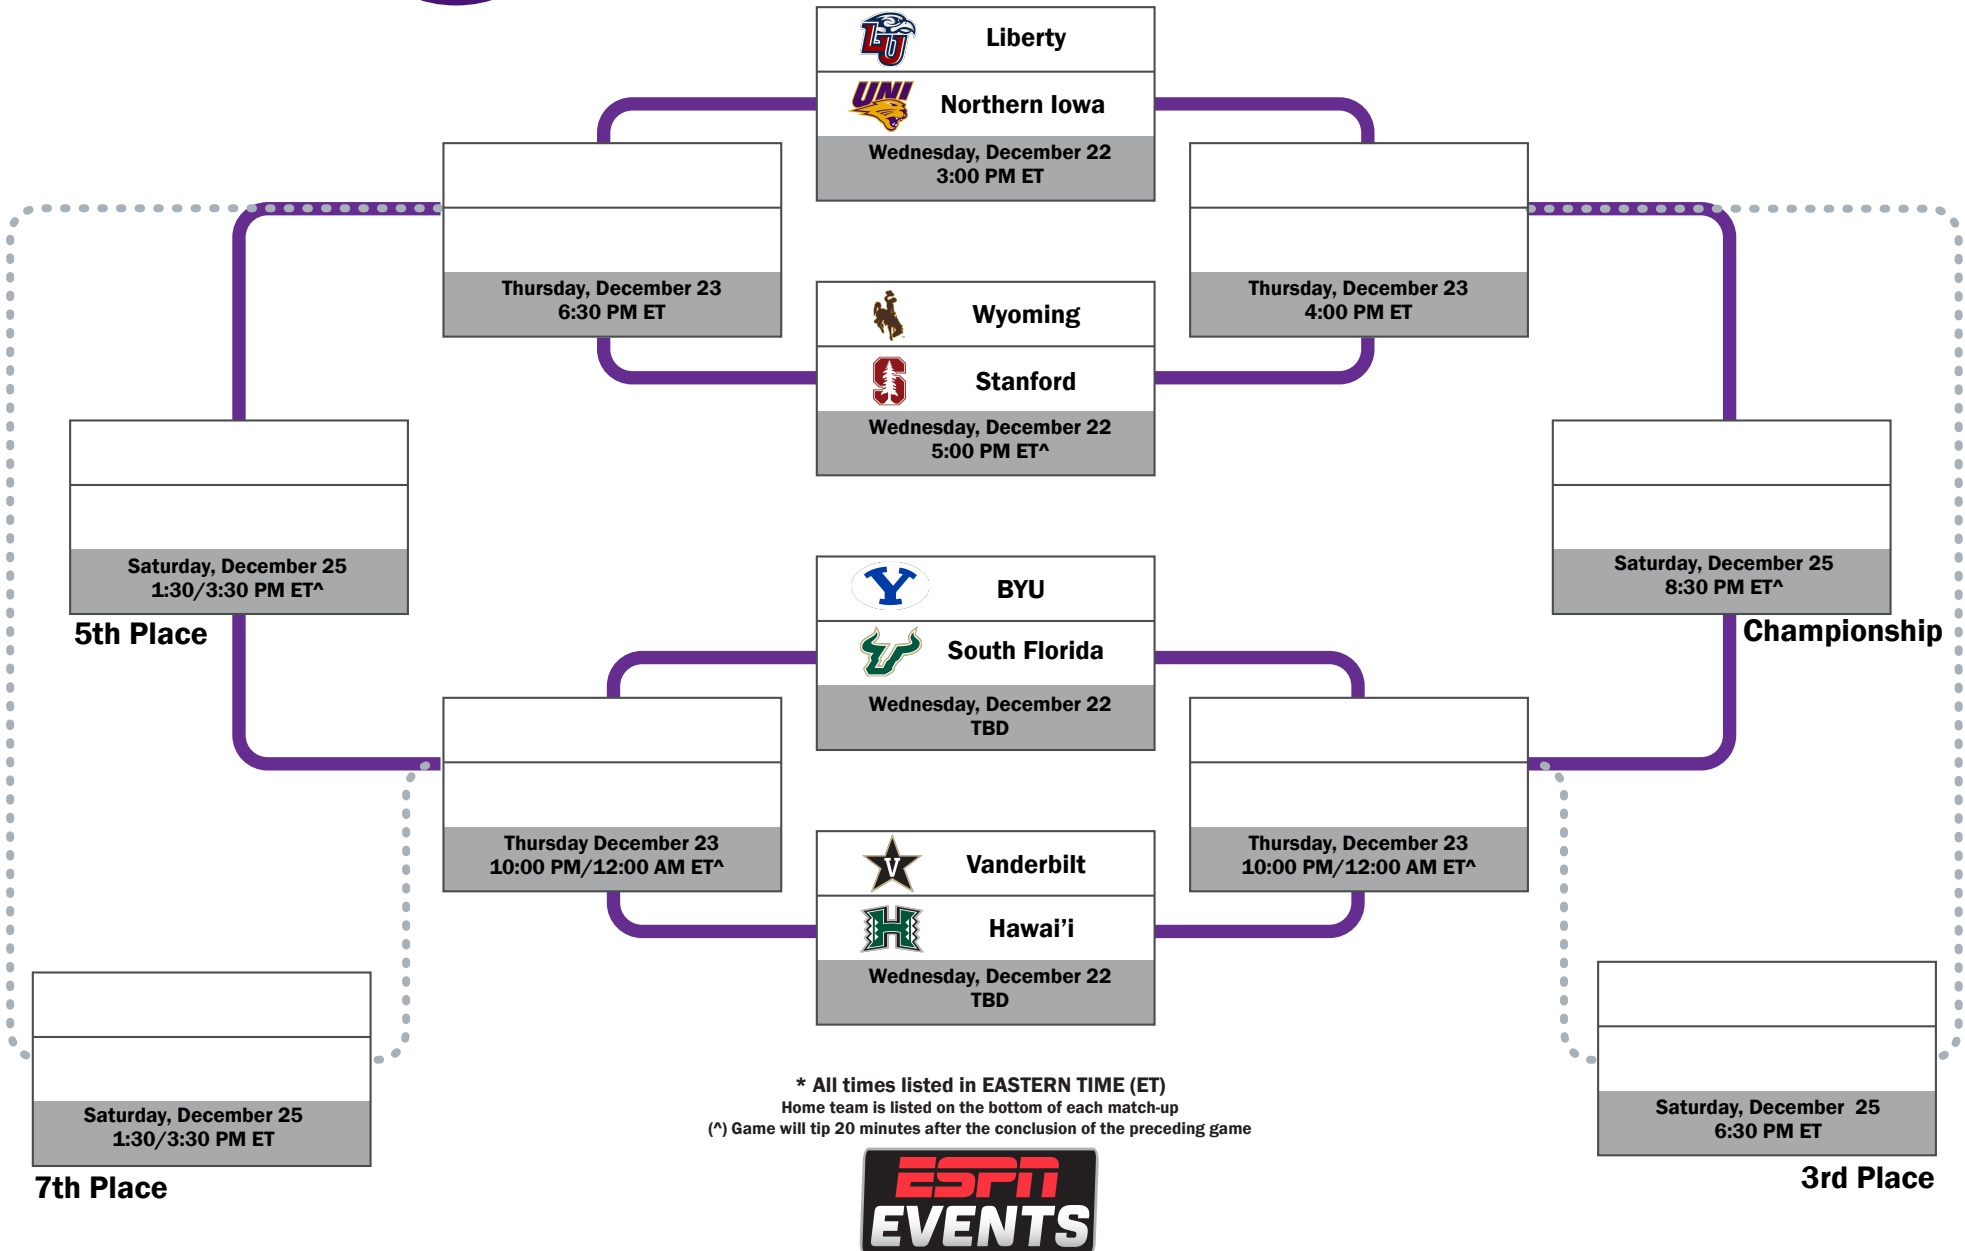 LU
Liberty
UNI
Northern Iowa
Wednesday, December 22
3:00 PM ET
Thursday, December 23
6:30 PM ET
Thursday, December 23
4:00 PM ET
Wyoming
S
Stanford
Wednesday, December 22
5:00 PM ET^
Saturday, December 25
1:30/3:30 PM ET^
5th Place
Saturday, December 25
8:30 PM ET^
Championship
Y
BYU
South Florida
Wednesday, December 22
TBD
Thursday December 23
10:00 PM/12:00 AM ET^
Thursday, December 23
10:00 PM/12:00 AM ET^
V
Vanderbilt
H
Hawai’i
Wednesday, December 22
TBD
Saturday, December 25
1:30/3:30 PM ET
7th Place
Saturday, December 25
6:30 PM ET
3rd Place
* All times listed in EASTERN TIME (ET)
Home team is listed on the bottom of each match-up
(^) Game will tip 20 minutes after the conclusion of the preceding game
ESPN
EVENTS